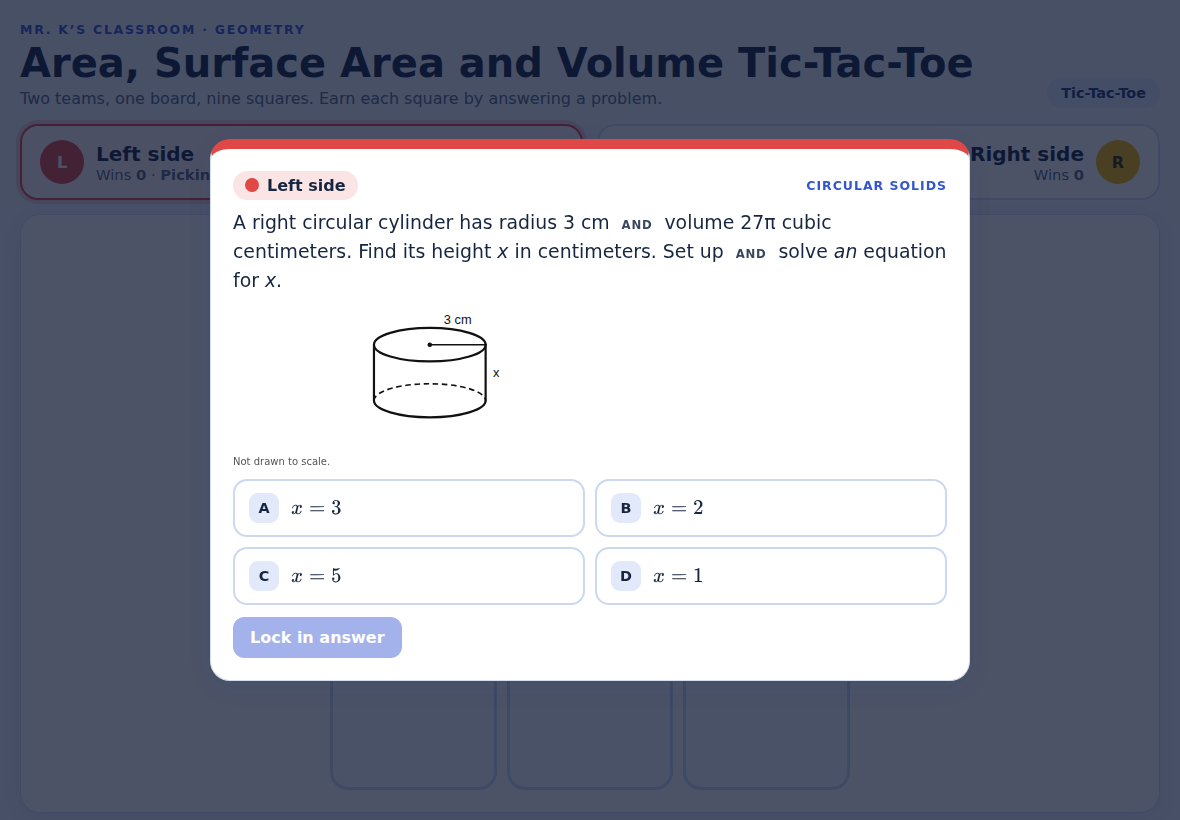 MR. K’S CLASSROOM · GEOMETRY
Area, Surface Area and Volume Tic-Tac-Toe
Two teams, one board, nine squares. Earn each square by answering a problem.
Tic-Tac-Toe
L
Left side
Wins 0 · Pickin
Right side
Wins 0
R
Left side
CIRCULAR SOLIDS
A right circular cylinder has radius 3 cm AND volume 27π cubic
centimeters. Find its height x in centimeters. Set up AND solve an equation
for x.
3 cm
x
Not drawn to scale.
A x = 3
B x = 2
C x = 5
D x = 1
Lock in answer